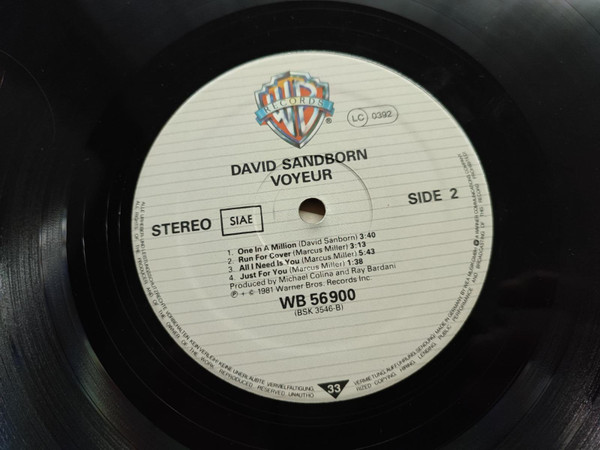 WB
RECORDS
®
LC 0392
DAVID SANDBORN
VOYEUR
STEREO SIAE SIDE 2
1. One In A Million (David Sanborn) 3:40
2. Run For Cover (Marcus Miller) 3:13
3. All I Need Is You (Marcus Miller) 5:43
4. Just For You (Marcus Miller) 1:38
Produced by Michael Colina and Ray Bardani
℗ + © 1981 Warner Bros. Records Inc.
WB 56900
(BSK 3546-B)
33